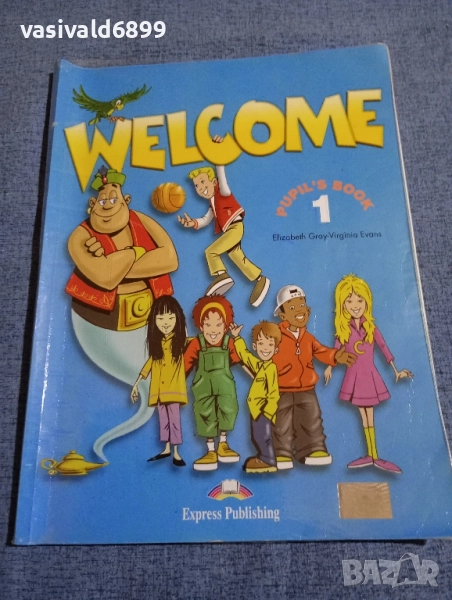 vasivald6899
WELCOME
PUPIL'S BOOK
1
Elizabeth Gray-Virginia Evans
Express Publishing
BAZAR